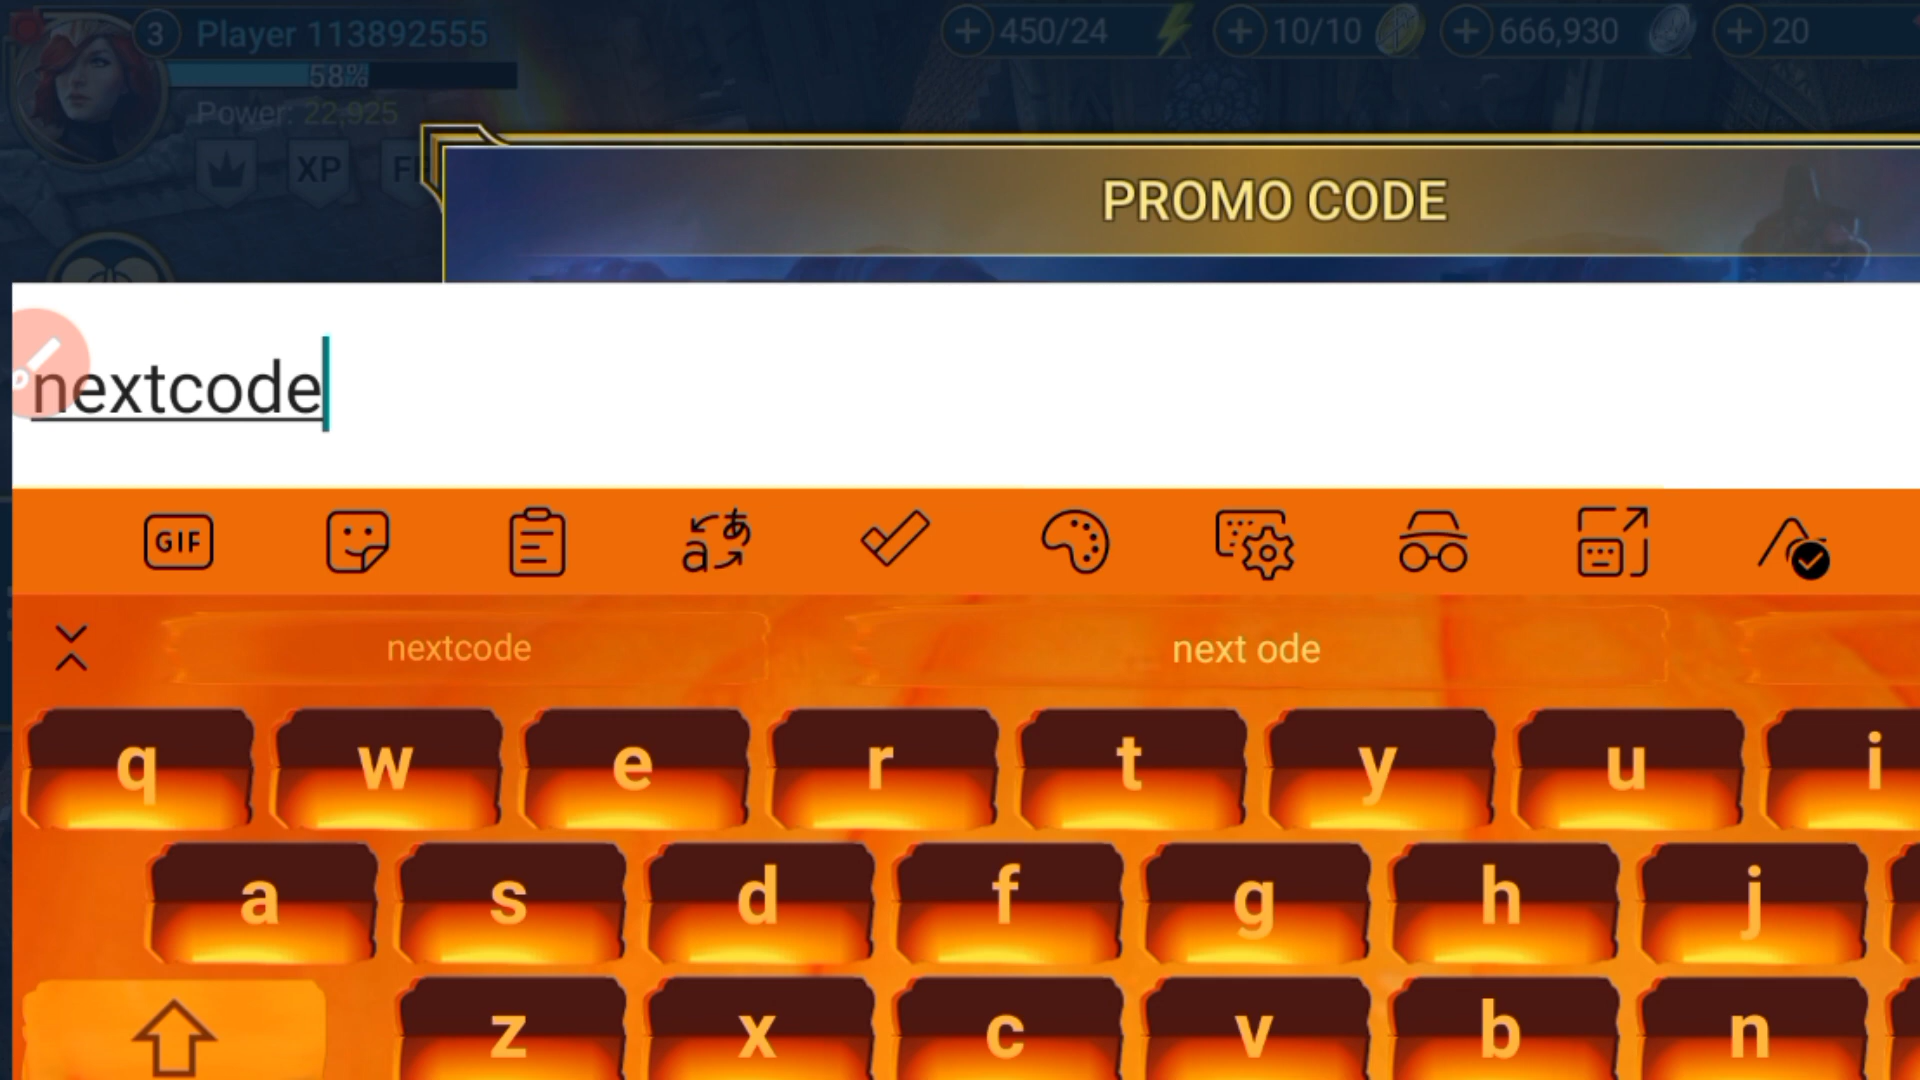 3 Player 113892555
450/24
10/10
666,930
20
58%
Power: 22,925
XP
PROMO CODE
nextcode
GIF
あ
a
nextcode
next ode
q w e r t y u i
a s d f g h j
z x c v b n